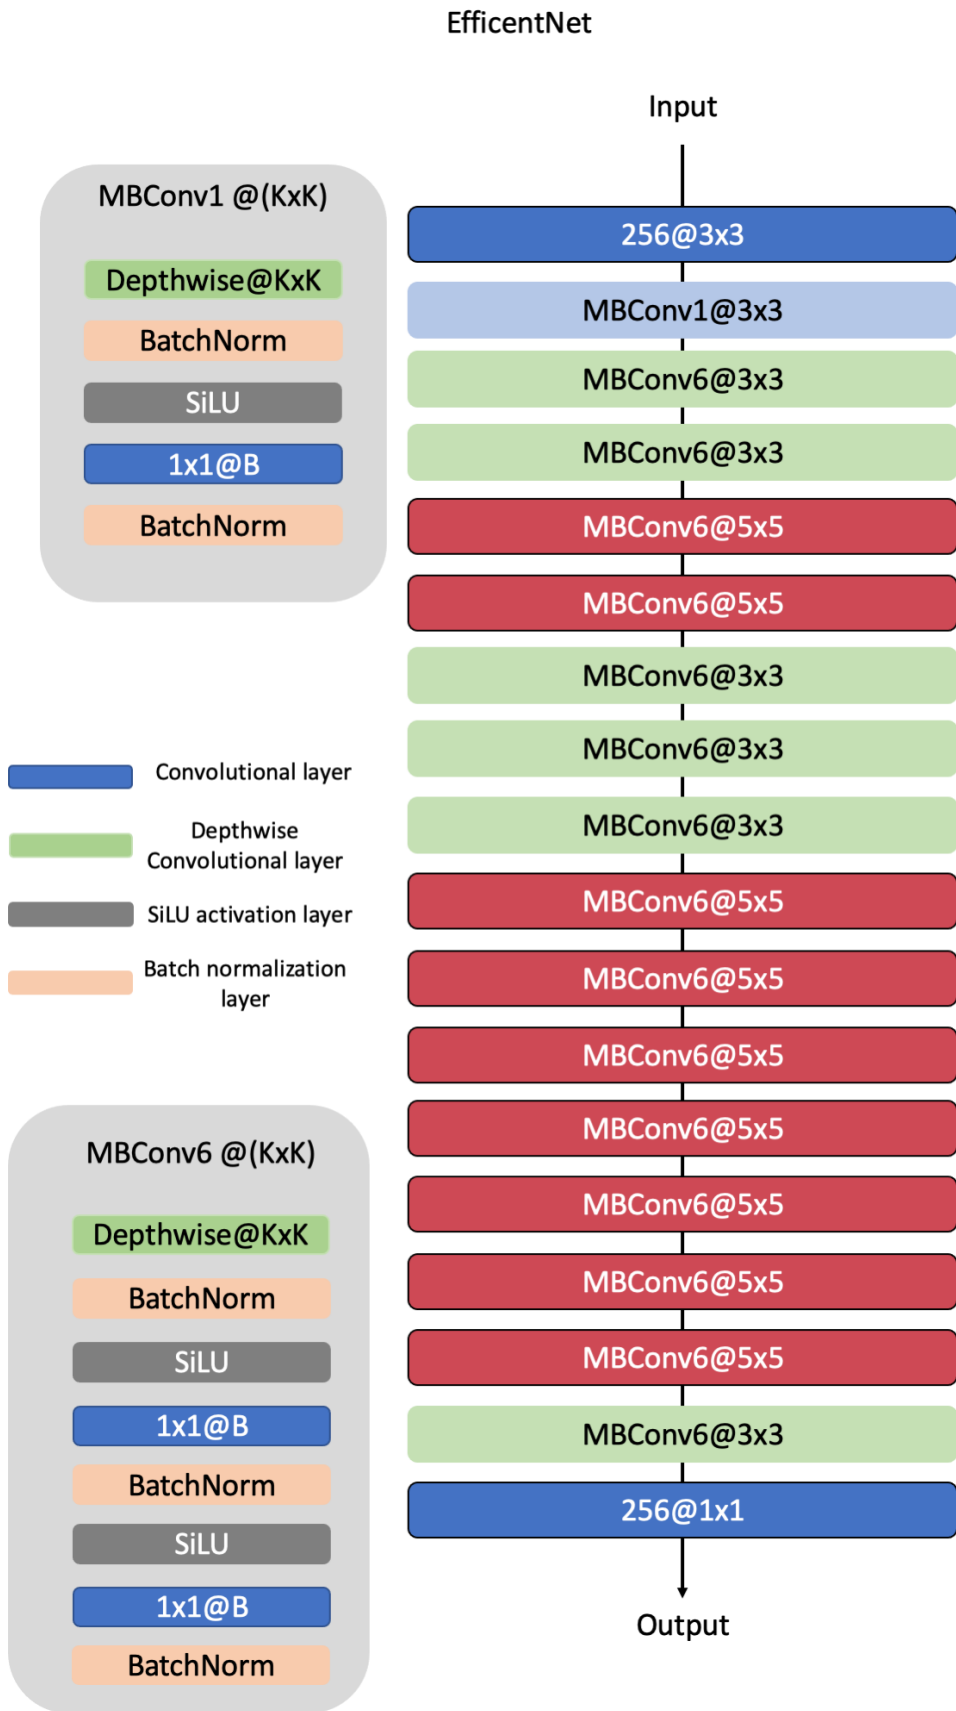 EfficentNet
Input
MBConv1 @(KxK)
Depthwise@KxK
BatchNorm
SiLU
1x1@B
BatchNorm
256@3x3
MBConv1@3x3
MBConv6@3x3
MBConv6@3x3
MBConv6@5x5
MBConv6@5x5
MBConv6@3x3
MBConv6@3x3
MBConv6@3x3
MBConv6@5x5
MBConv6@5x5
MBConv6@5x5
MBConv6@5x5
MBConv6@5x5
MBConv6@5x5
MBConv6@5x5
MBConv6@3x3
256@1x1
Output
Convolutional layer
Depthwise
Convolutional layer
SiLU activation layer
Batch normalization
layer
MBConv6 @(KxK)
Depthwise@KxK
BatchNorm
SiLU
1x1@B
BatchNorm
SiLU
1x1@B
BatchNorm